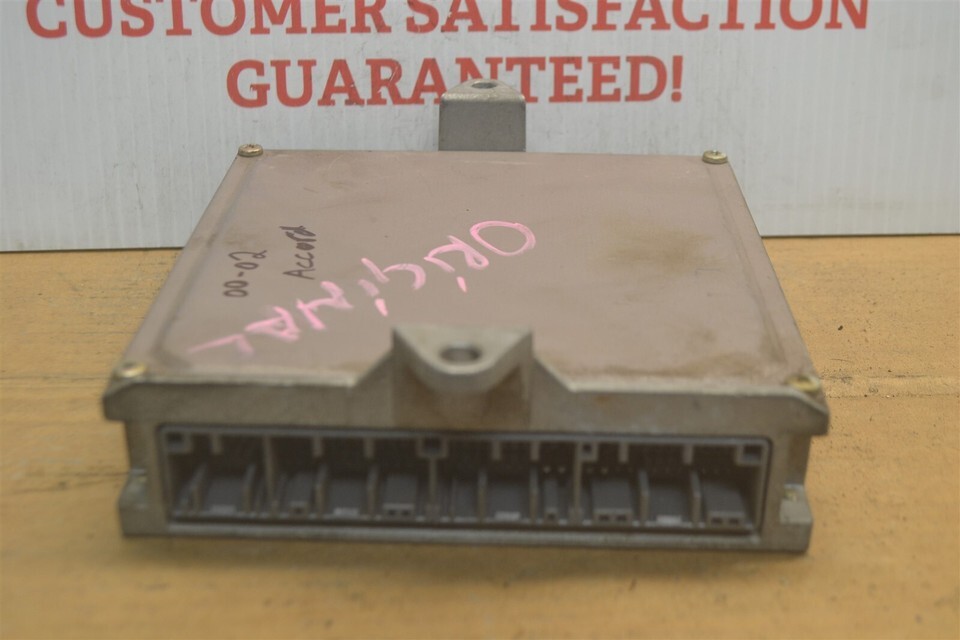 CUSTOMER SATISFACTION
GUARANTEED!
ORIGINAL
00-02
Accord